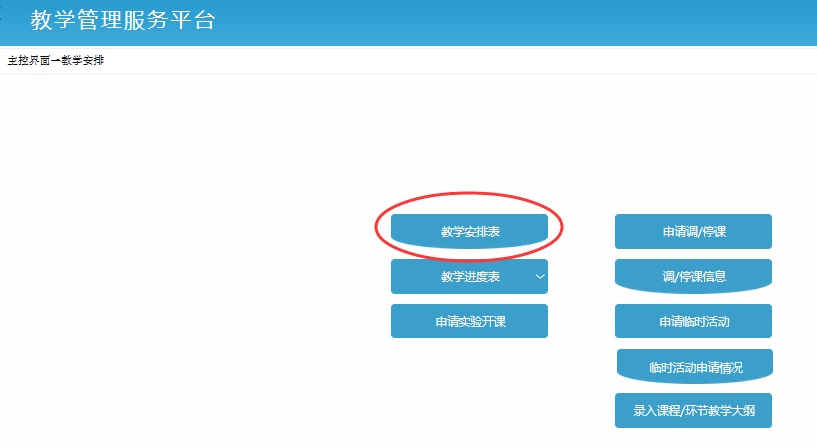 教学管理服务平台
主控界面→教学安排
教学安排表
申请调/停课
教学进度表
调/停课信息
申请实验开课
申请临时活动
临时活动申请情况
录入课程/环节教学大纲